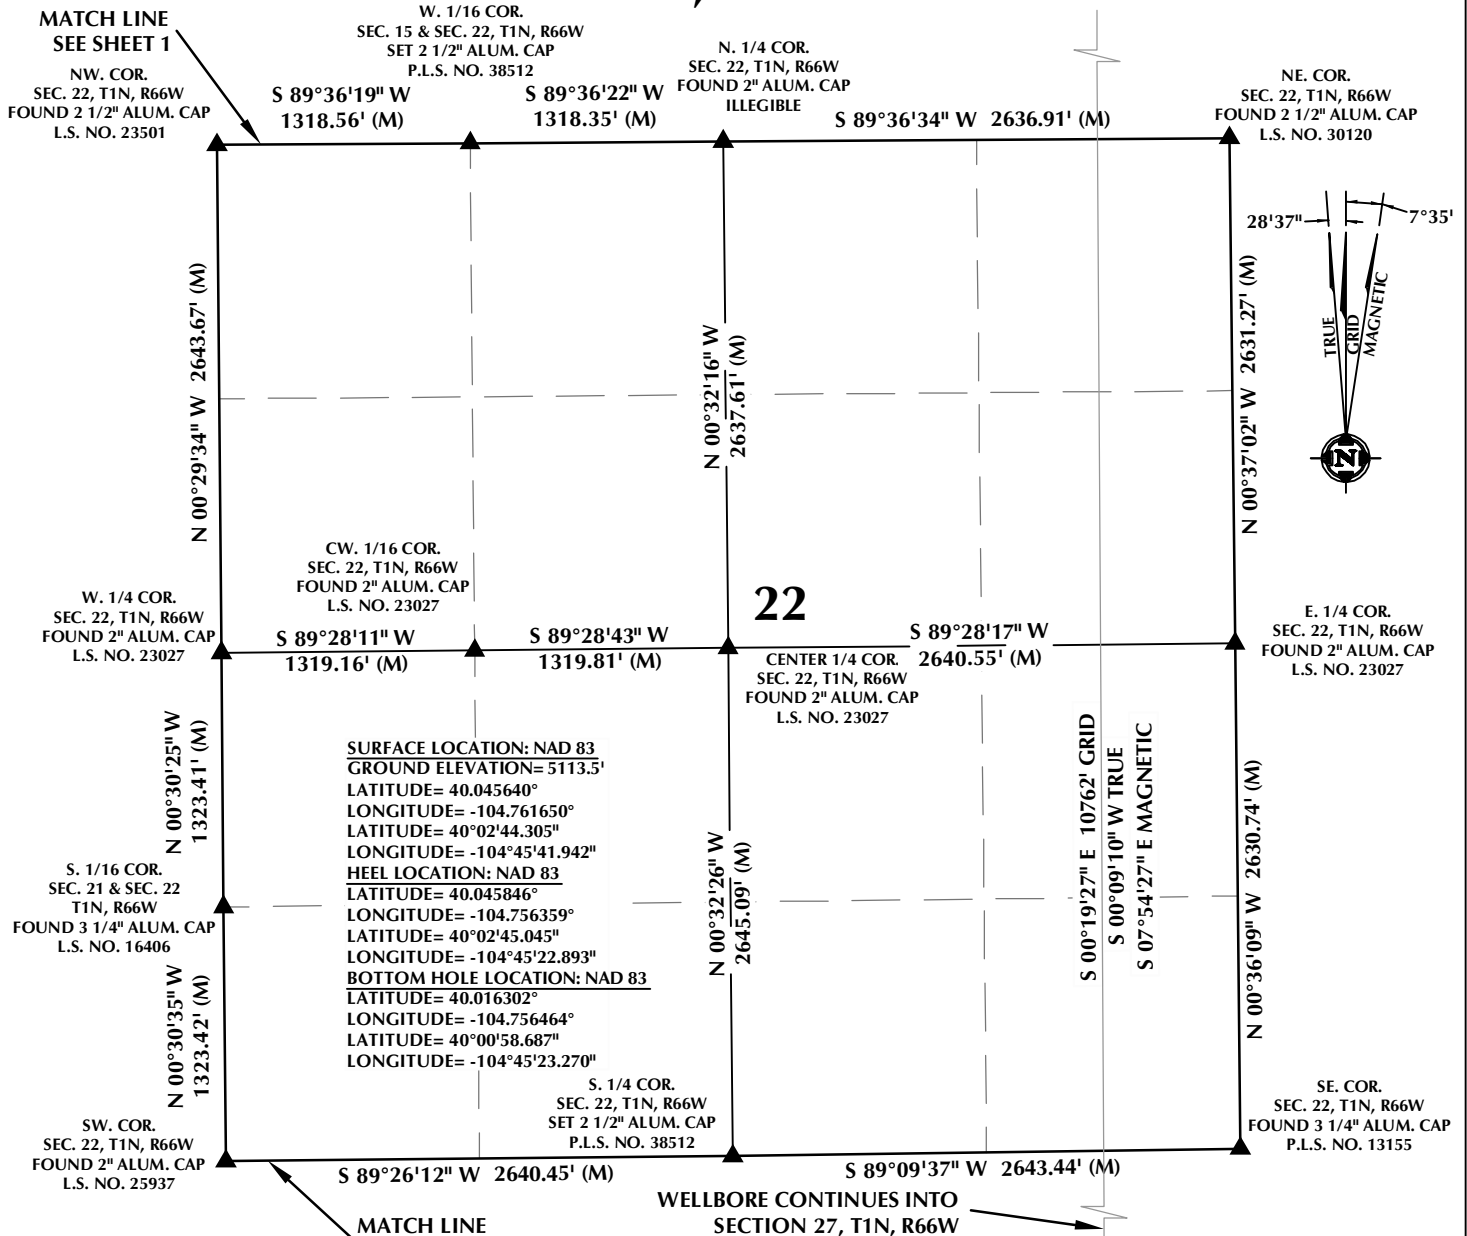 MATCH LINE
SEE SHEET 1
W. 1/16 COR.
SEC. 15 & SEC. 22, T1N, R66W
SET 2 1/2" ALUM. CAP
P.L.S. NO. 38512
N. 1/4 COR.
SEC. 22, T1N, R66W
FOUND 2" ALUM. CAP
ILLEGIBLE
NW. COR.
SEC. 22, T1N, R66W
FOUND 2 1/2" ALUM. CAP
L.S. NO. 23501
NE. COR.
SEC. 22, T1N, R66W
FOUND 2 1/2" ALUM. CAP
L.S. NO. 30120
S 89°36'19" W
1318.56' (M)
S 89°36'22" W
1318.35' (M)
S 89°36'34" W 2636.91' (M)
28'37"
7°35'
TRUE
GRID
MAGNETIC
N
N 00°29'34" W 2643.67' (M)
N 00°32'16" W
2637.61' (M)
N 00°37'02" W 2631.27' (M)
CW. 1/16 COR.
SEC. 22, T1N, R66W
FOUND 2" ALUM. CAP
L.S. NO. 23027
W. 1/4 COR.
SEC. 22, T1N, R66W
FOUND 2" ALUM. CAP
L.S. NO. 23027
22
E. 1/4 COR.
SEC. 22, T1N, R66W
FOUND 2" ALUM. CAP
L.S. NO. 23027
S 89°28'11" W
1319.16' (M)
S 89°28'43" W
1319.81' (M)
S 89°28'17" W
2640.55' (M)
CENTER 1/4 COR.
SEC. 22, T1N, R66W
FOUND 2" ALUM. CAP
L.S. NO. 23027
N 00°30'25" W
1323.41' (M)
SURFACE LOCATION: NAD 83
GROUND ELEVATION= 5113.5'
LATITUDE= 40.045640°
LONGITUDE= -104.761650°
LATITUDE= 40°02'44.305"
LONGITUDE= -104°45'41.942"
HEEL LOCATION: NAD 83
LATITUDE= 40.045846°
LONGITUDE= -104.756359°
LATITUDE= 40°02'45.045"
LONGITUDE= -104°45'22.893"
BOTTOM HOLE LOCATION: NAD 83
LATITUDE= 40.016302°
LONGITUDE= -104.756464°
LATITUDE= 40°00'58.687"
LONGITUDE= -104°45'23.270"
N 00°32'26" W
2645.09' (M)
S 00°19'27" E 10762' GRID
S 00°09'10" W TRUE
S 07°54'27" E MAGNETIC
N 00°36'09" W 2630.74' (M)
S. 1/16 COR.
SEC. 21 & SEC. 22
T1N, R66W
FOUND 3 1/4" ALUM. CAP
L.S. NO. 16406
N 00°30'35" W
1323.42' (M)
S. 1/4 COR.
SEC. 22, T1N, R66W
SET 2 1/2" ALUM. CAP
P.L.S. NO. 38512
SE. COR.
SEC. 22, T1N, R66W
FOUND 3 1/4" ALUM. CAP
P.L.S. NO. 13155
SW. COR.
SEC. 22, T1N, R66W
FOUND 2" ALUM. CAP
L.S. NO. 25937
S 89°26'12" W 2640.45' (M)
S 89°09'37" W 2643.44' (M)
MATCH LINE
WELLBORE CONTINUES INTO
SECTION 27, T1N, R66W